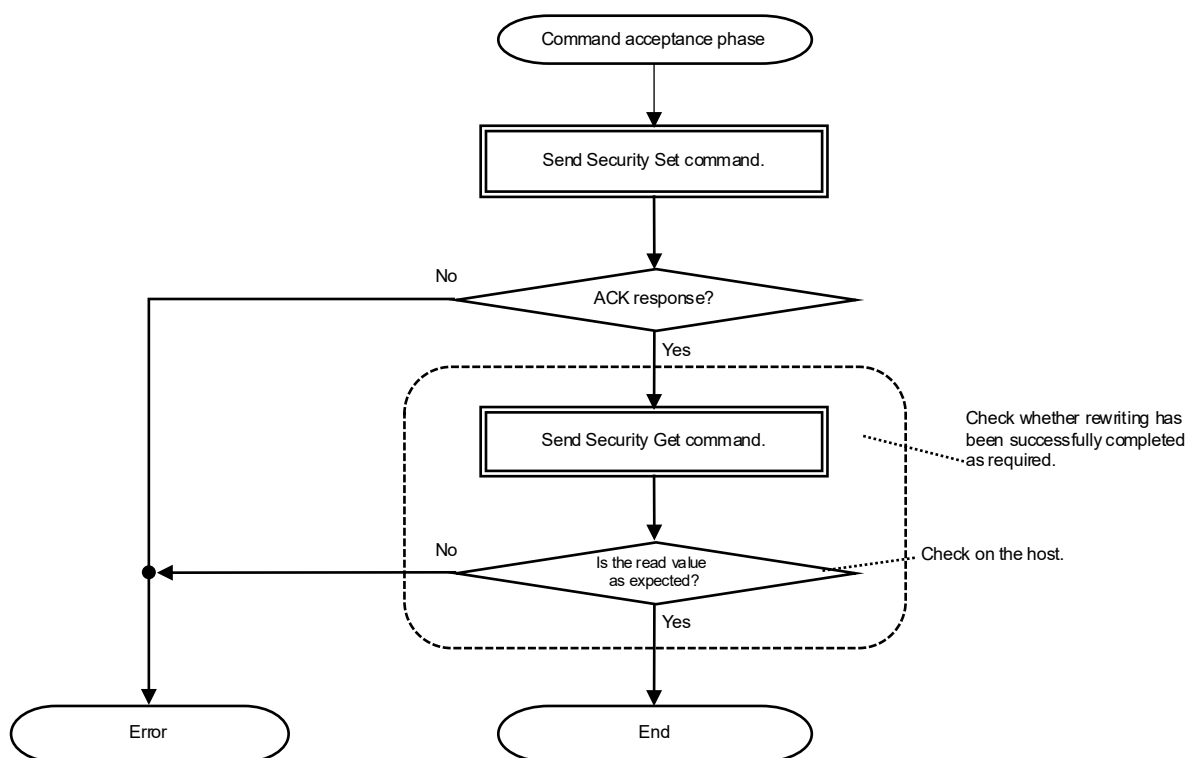 Command acceptance phase
Send Security Set command.
No
ACK response?
Yes
Send Security Get command.
Check whether rewriting has
been successfully completed
as required.
No
Is the read value
as expected?
Check on the host.
Yes
Error
End